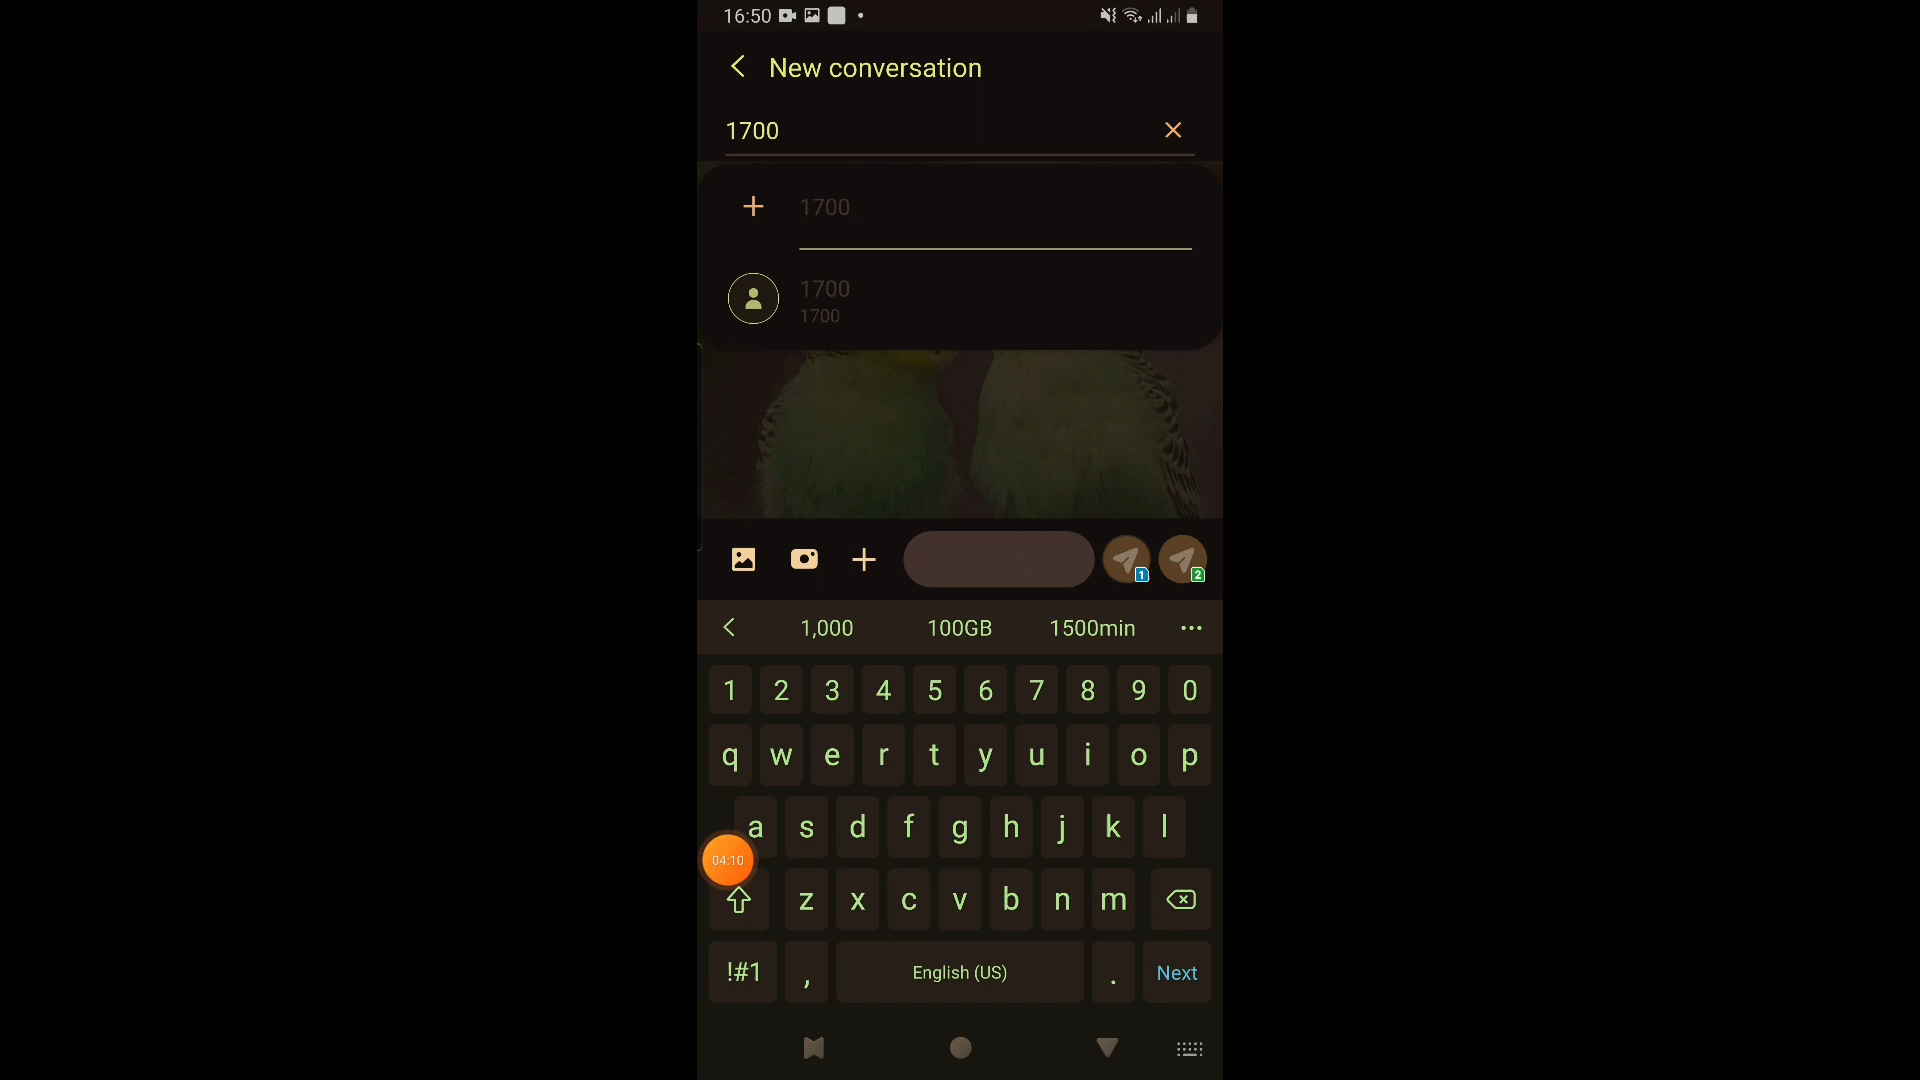 16:50
New conversation
1700
1700
1700
1700
1 2
1,000 100GB 1500min
1 2 3 4 5 6 7 8 9 0
q w e r t y u i o p
a s d f g h j k l
04:10
z x c v b n m
!#1 , English (US) . Next